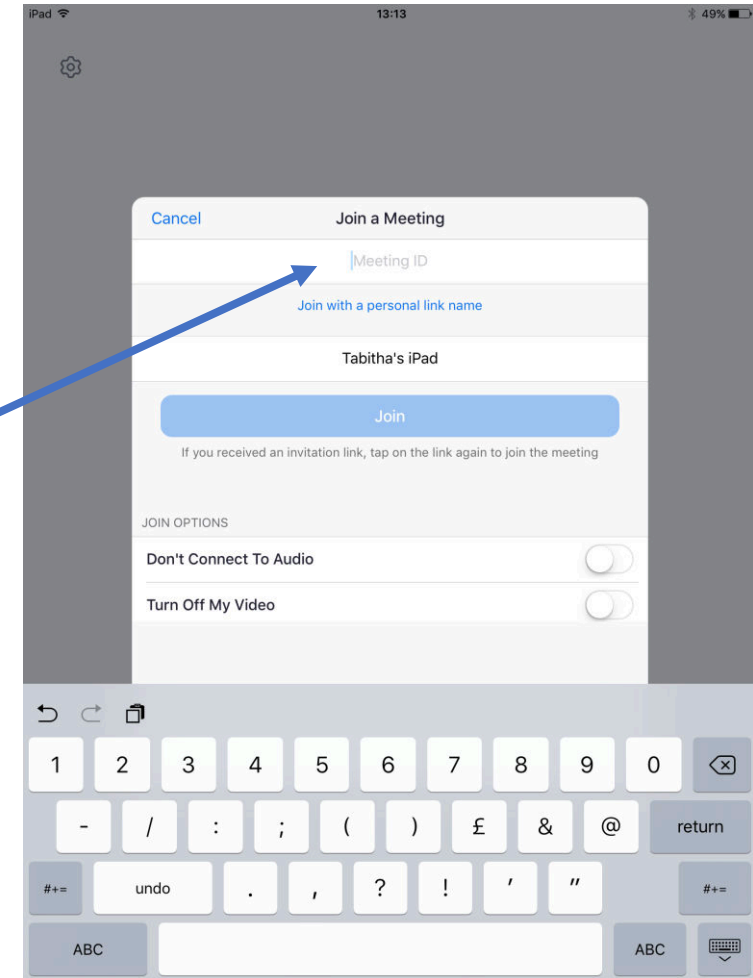 iPad 13:13 49%
Cancel Join a Meeting
Meeting ID
Join with a personal link name
Tabitha's iPad
Join
If you received an invitation link, tap on the link again to join the meeting
JOIN OPTIONS
Don't Connect To Audio
Turn Off My Video
1 2 3 4 5 6 7 8 9 0
- / : ; ( ) £ & @ return
#+= undo . , ? ! ' " #+=
ABC ABC